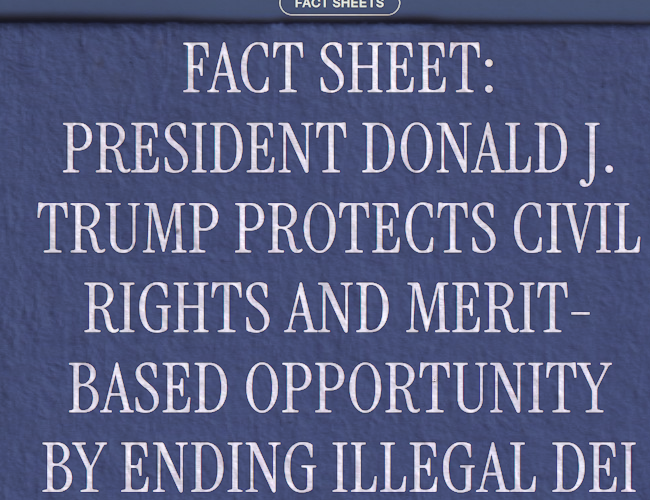 FACT SHEETS
FACT SHEET:
PRESIDENT DONALD J.
TRUMP PROTECTS CIVIL
RIGHTS AND MERIT-
BASED OPPORTUNITY
BY ENDING ILLEGAL DEI